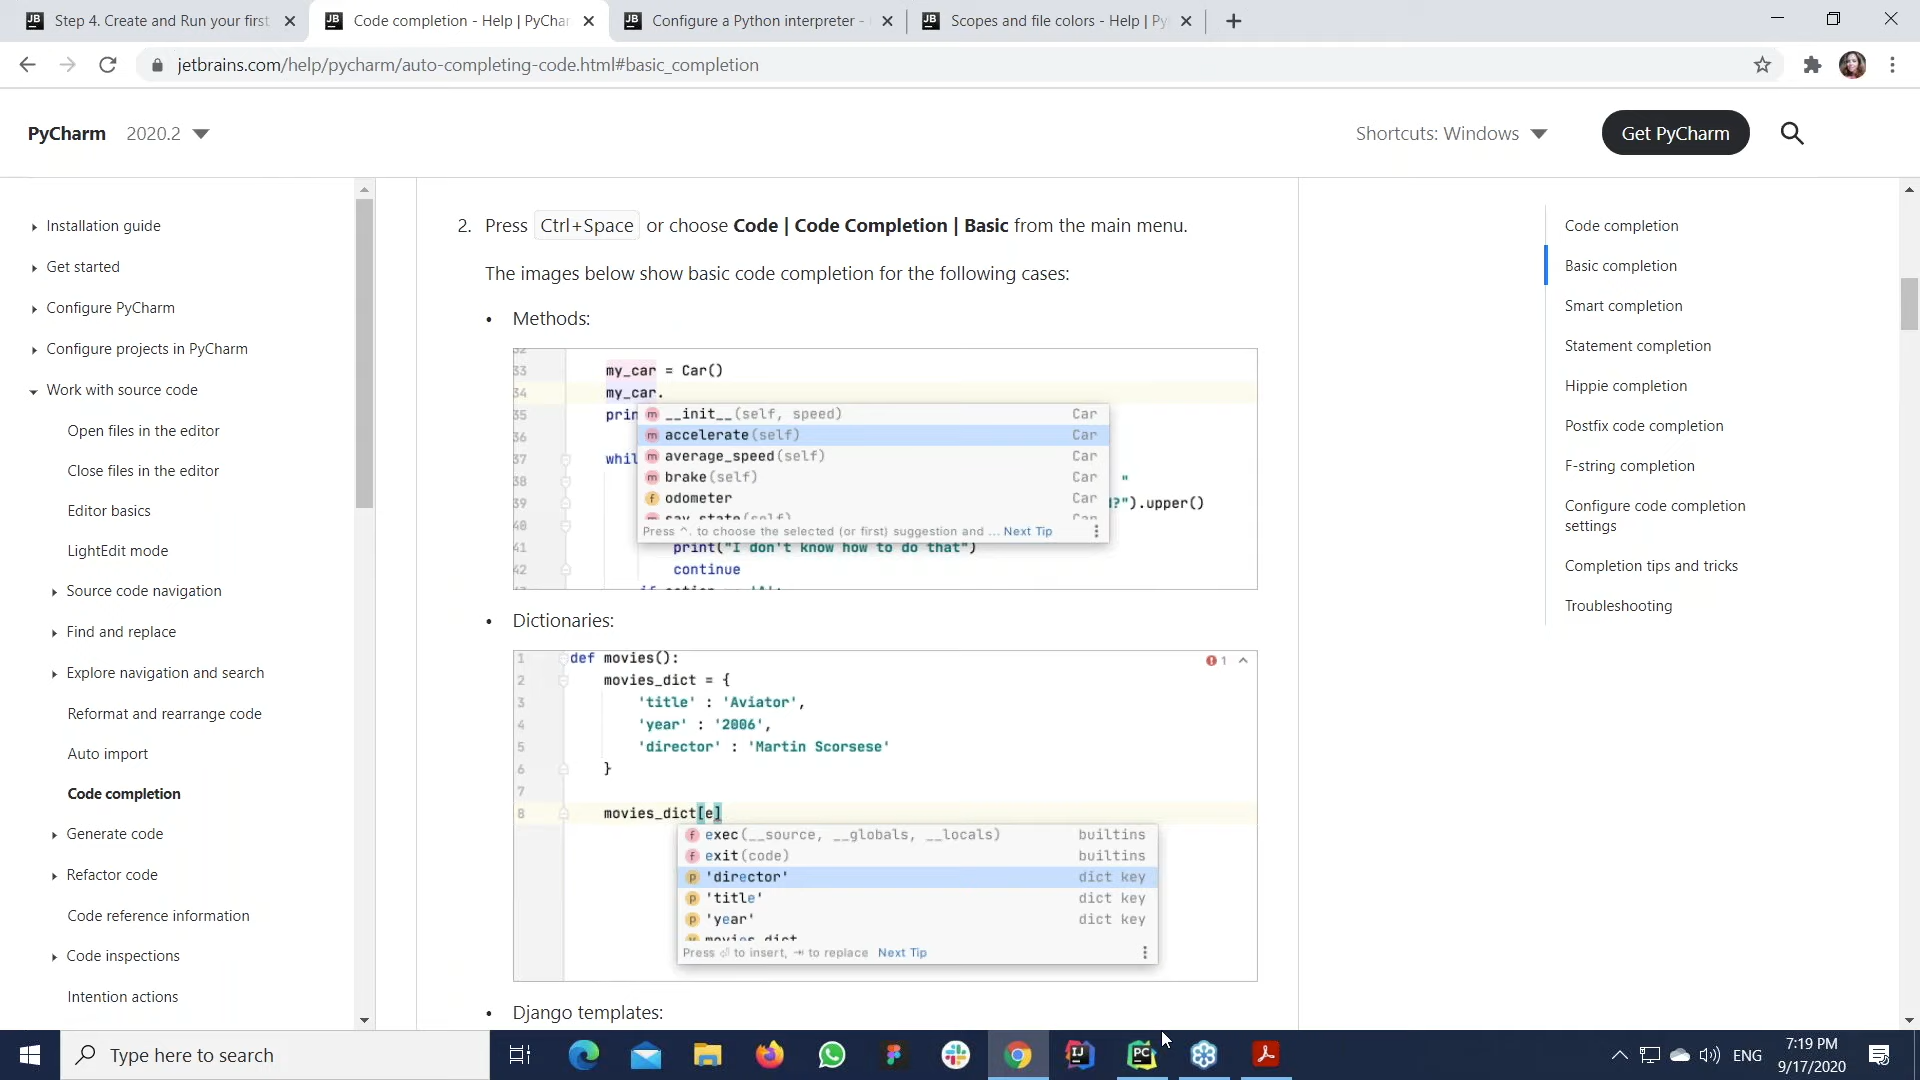 Step 4. Create and Run your first
Code completion - Help | PyChar
Configure a Python interpreter -
Scopes and file colors - Help | Py
jetbrains.com/help/pycharm/auto-completing-code.html#basic_completion
PyCharm 2020.2
Shortcuts: Windows
Get PyCharm
Installation guide
Get started
Configure PyCharm
Configure projects in PyCharm
Work with source code
Open files in the editor
Close files in the editor
Editor basics
LightEdit mode
Source code navigation
Find and replace
Explore navigation and search
Reformat and rearrange code
Auto import
Code completion
Generate code
Refactor code
Code reference information
Code inspections
Intention actions
2. Press Ctrl+Space or choose Code | Code Completion | Basic from the main menu.
The images below show basic code completion for the following cases:
• Methods:
33 my_car = Car()
34 my_car.
35 prin
__init__(self, speed) Car
36 accelerate(self) Car
37 whil average_speed(self) Car
38 brake(self) Car "
39 odometer Car d?").upper()
40 say_state(self) Car
Press ^. to choose the selected (or first) suggestion and ... Next Tip
41 print("I don't know how to do that")
42 continue
• Dictionaries:
1 def movies(): 1
2 movies_dict = {
3 'title' : 'Aviator',
4 'year' : '2006',
5 'director' : 'Martin Scorsese'
6 }
7
8 movies_dict[e]
exec(__source, __globals, __locals) builtins
exit(code) builtins
'director' dict key
'title' dict key
'year' dict key
movies_dict
Press ⏎ to insert, ⇥ to replace Next Tip
• Django templates:
Code completion
Basic completion
Smart completion
Statement completion
Hippie completion
Postfix code completion
F-string completion
Configure code completion
settings
Completion tips and tricks
Troubleshooting
Type here to search
ENG
7:19 PM
9/17/2020